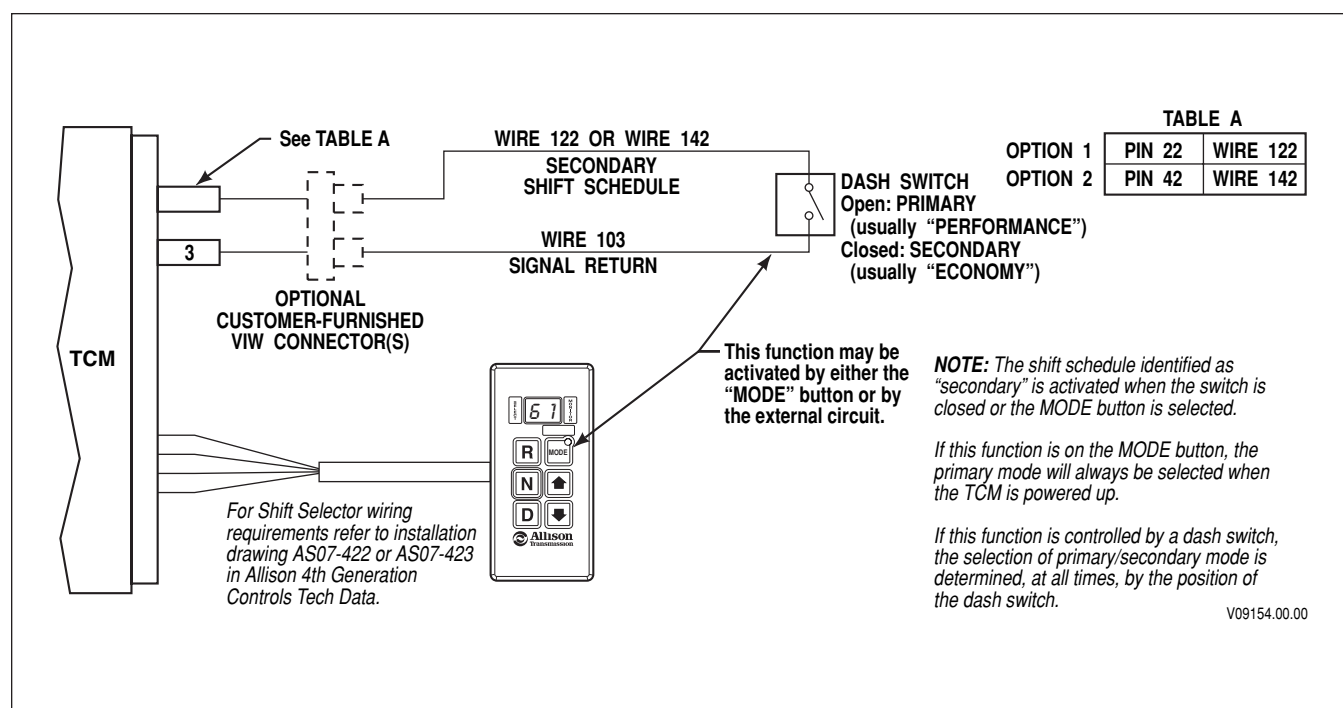 See TABLE A
WIRE 122 OR WIRE 142
SECONDARY
SHIFT SCHEDULE
TABLE A
OPTION 1 PIN 22 WIRE 122
OPTION 2 PIN 42 WIRE 142
DASH SWITCH
Open: PRIMARY
(usually “PERFORMANCE”)
Closed: SECONDARY
(usually “ECONOMY”)
3
WIRE 103
SIGNAL RETURN
OPTIONAL
CUSTOMER-FURNISHED
VIW CONNECTOR(S)
TCM
This function may be
activated by either the
“MODE” button or by
the external circuit.
NOTE: The shift schedule identified as
“secondary” is activated when the switch is
closed or the MODE button is selected.
If this function is on the MODE button, the
primary mode will always be selected when
the TCM is powered up.
If this function is controlled by a dash switch,
the selection of primary/secondary mode is
determined, at all times, by the position of
the dash switch.
V09154.00.00
SELECT
61
MONITOR
R
MODE
N
D
Allison
Transmission
For Shift Selector wiring
requirements refer to installation
drawing AS07-422 or AS07-423
in Allison 4th Generation
Controls Tech Data.